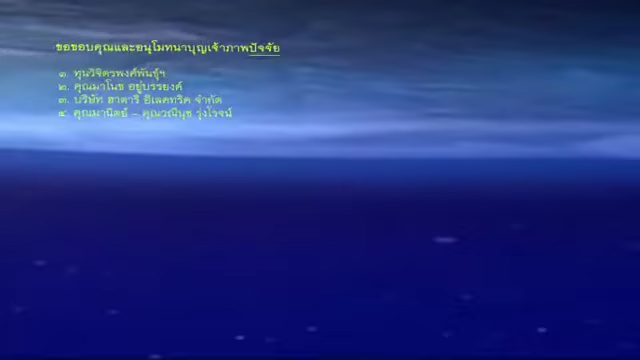 ขอขอบคุณและอนุโมทนาบุญเจ้าภาพปัจจัย
๑. ทุนวิจิตรพงศ์พันธุ์ฯ
๒. คุณมาโนช อยู่บรรยงค์
๓. บริษัท ฮาตาริ อิเลคทริค จำกัด
๔. คุณมานิตย์ – คุณวณีนุช รุ่งโรจน์